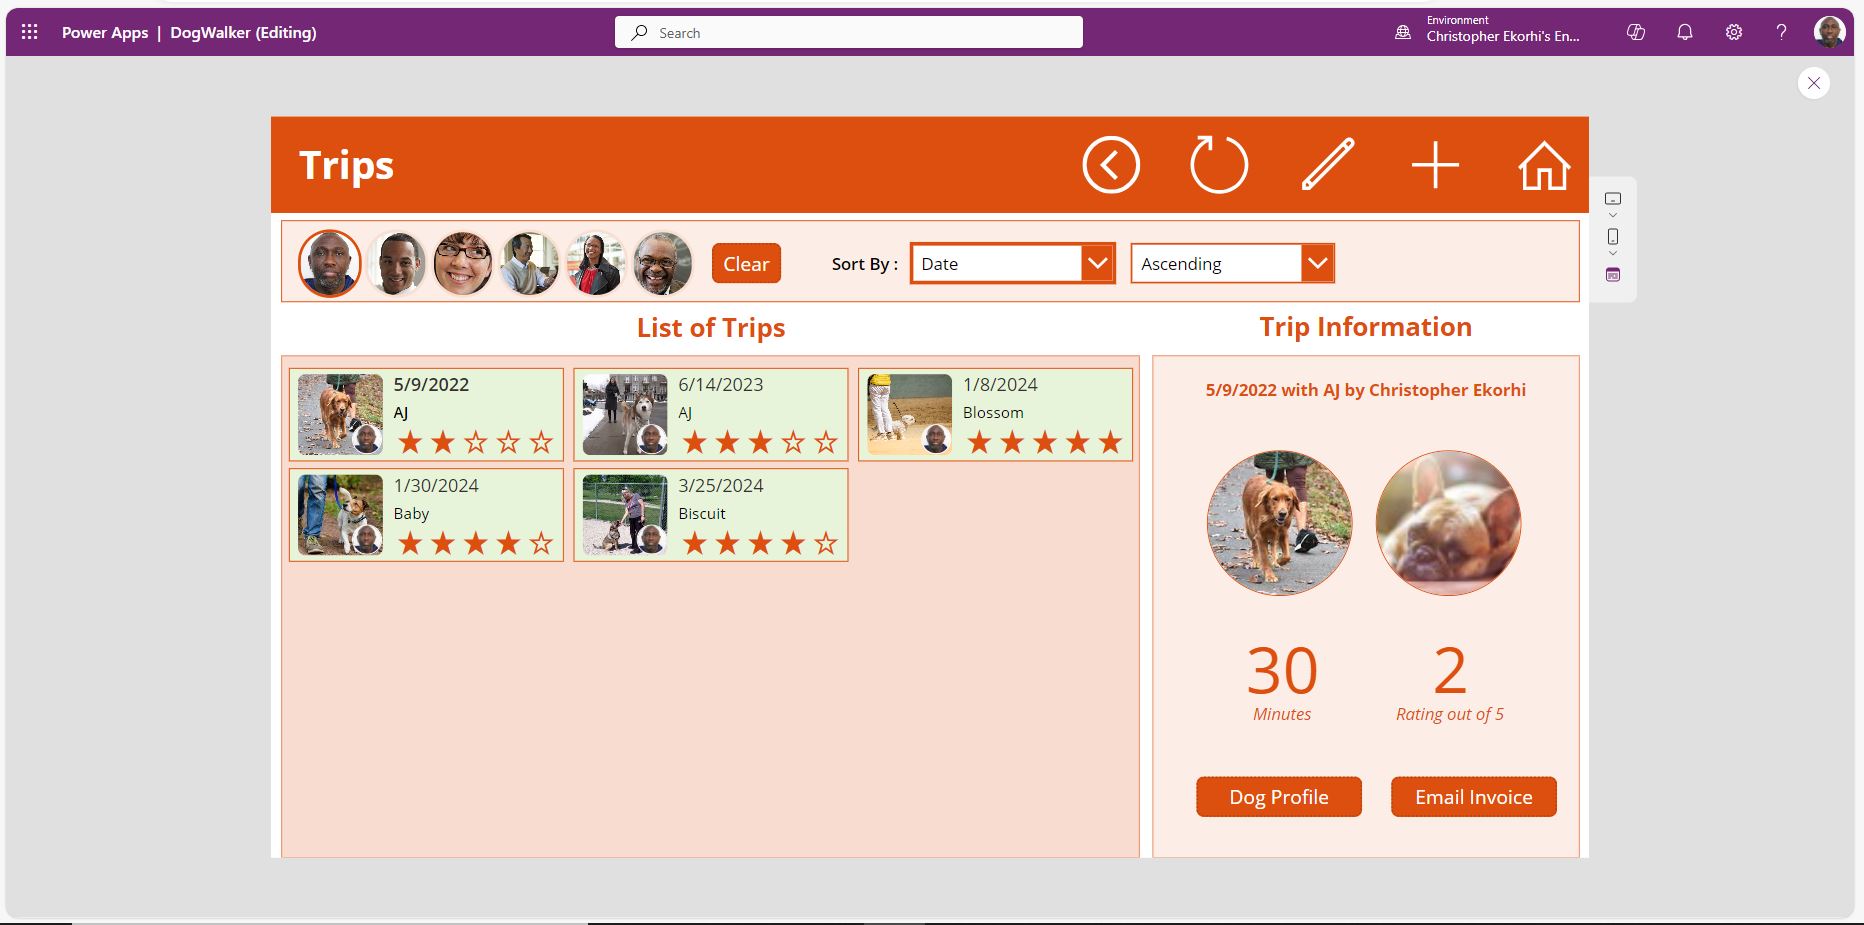 Power Apps | DogWalker (Editing)
Search
Environment
Christopher Ekorhi's En...
Trips
Clear
Sort By :
Date
Ascending
List of Trips
Trip Information
5/9/2022
AJ
6/14/2023
AJ
1/8/2024
Blossom
1/30/2024
Baby
3/25/2024
Biscuit
5/9/2022 with AJ by Christopher Ekorhi
30
Minutes
2
Rating out of 5
Dog Profile
Email Invoice